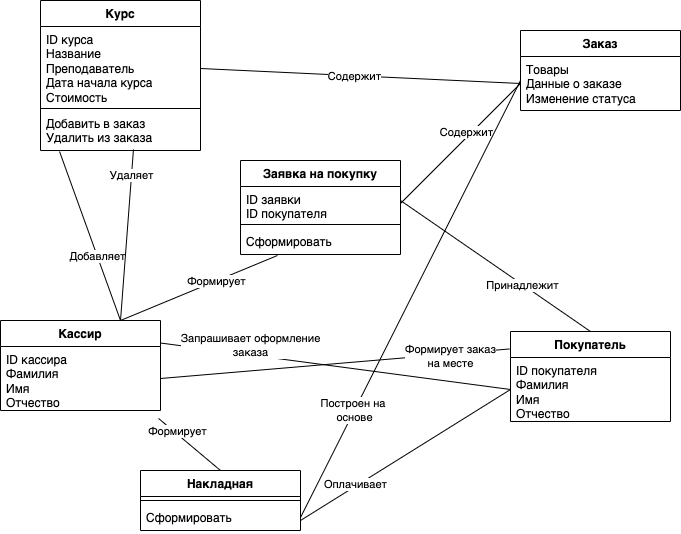 Курс
ID курса
Название
Преподаватель
Дата начала курса
Стоимость
Добавить в заказ
Удалить из заказа
Заказ
Товары
Данные о заказе
Изменение статуса
Содержит
Содержит
Удаляет
Заявка на покупку
ID заявки
ID покупателя
Сформировать
Добавляет
Формирует
Принадлежит
Кассир
ID кассира
Фамилия
Имя
Отчество
Запрашивает оформление
заказа
Формирует заказ
на месте
Покупатель
ID покупателя
Фамилия
Имя
Отчество
Построен на
основе
Формирует
Накладная
Сформировать
Оплачивает